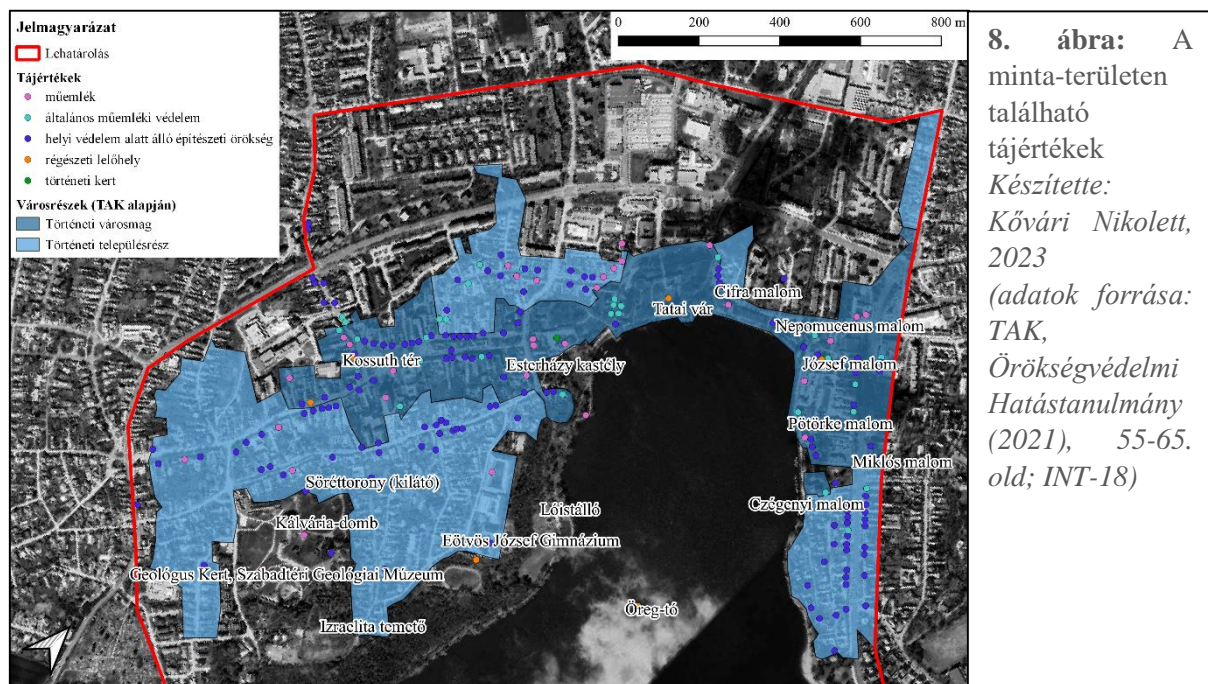 Jelmagyarázat
Lehatárolás
Tájértékek
műemlék
általános műemléki védelem
helyi védelem alatt álló építészeti örökség
régészeti lelőhely
történeti kert
Városrészek (TAK alapján)
Történeti városmag
Történeti településrész
0 200 400 600 800 m
Cifra malom
Tatai vár
Nepomucenus malom
Kossuth tér
Esterházy kastély
József malom
Pötörke malom
Miklós malom
Söréttorony (kilátó)
Czégenyi malom
Lóistálló
Kálvária-domb
Eötvös József Gimnázium
Geológus Kert, Szabadtéri Geológiai Múzeum
Öreg-tó
Izraelita temető
8. ábra: A
minta-területen
található
tájértékek
Készítette:
Kővári Nikolett,
2023
(adatok forrása:
TAK,
Örökségvédelmi
Hatástanulmány
(2021), 55-65.
old; INT-18)